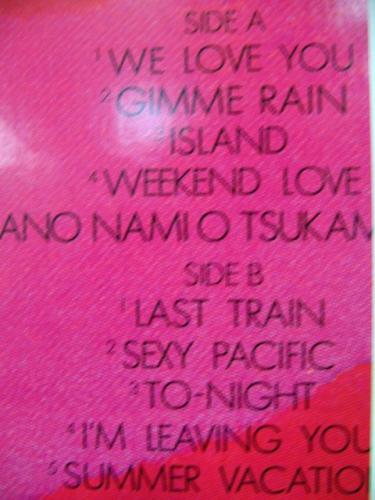 SIDE A
1 WE LOVE YOU
2 GIMME RAIN
3 ISLAND
4 WEEKEND LOVE
ANO NAMI O TSUKAM
SIDE B
1 LAST TRAIN
2 SEXY PACIFIC
3 TO-NIGHT
4 I'M LEAVING YOU
5 SUMMER VACATIO